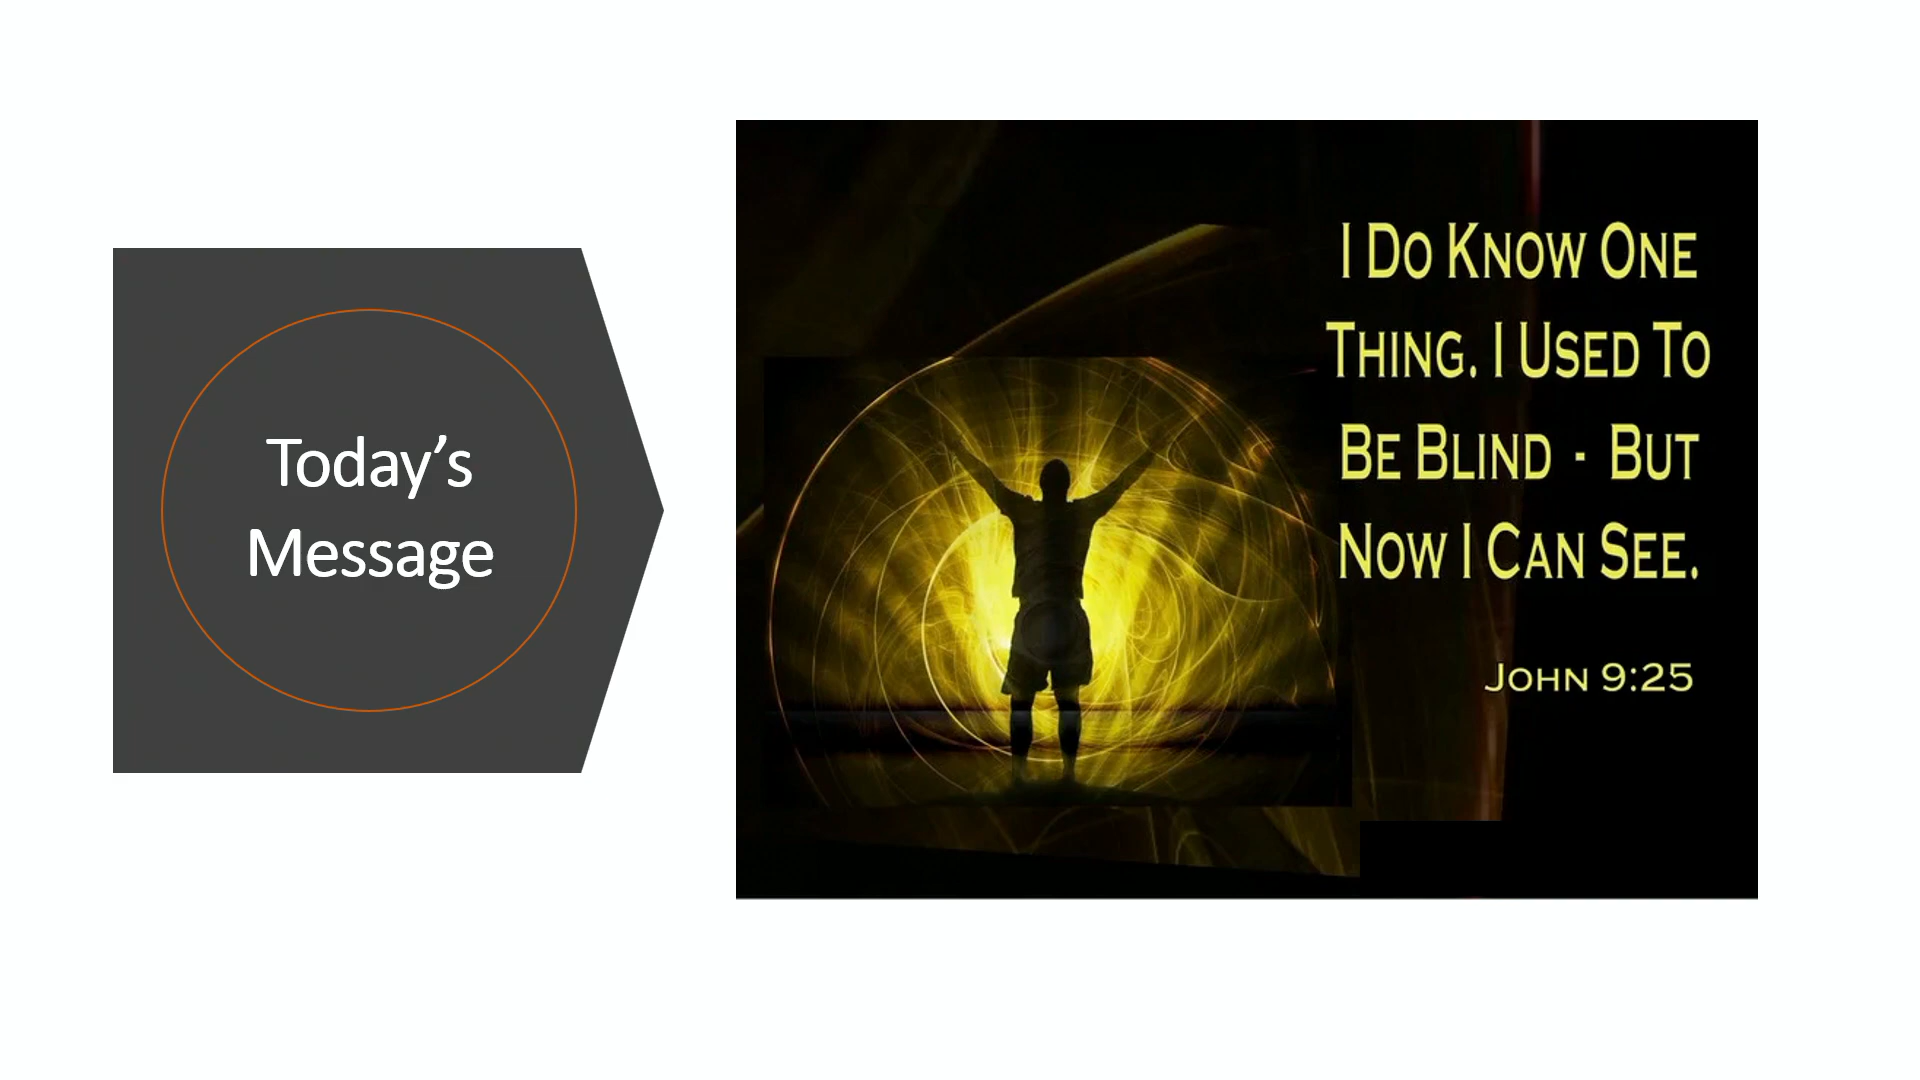 Today’s
Message
I Do Know One
Thing. I Used To
Be Blind - But
Now I Can See.
John 9:25